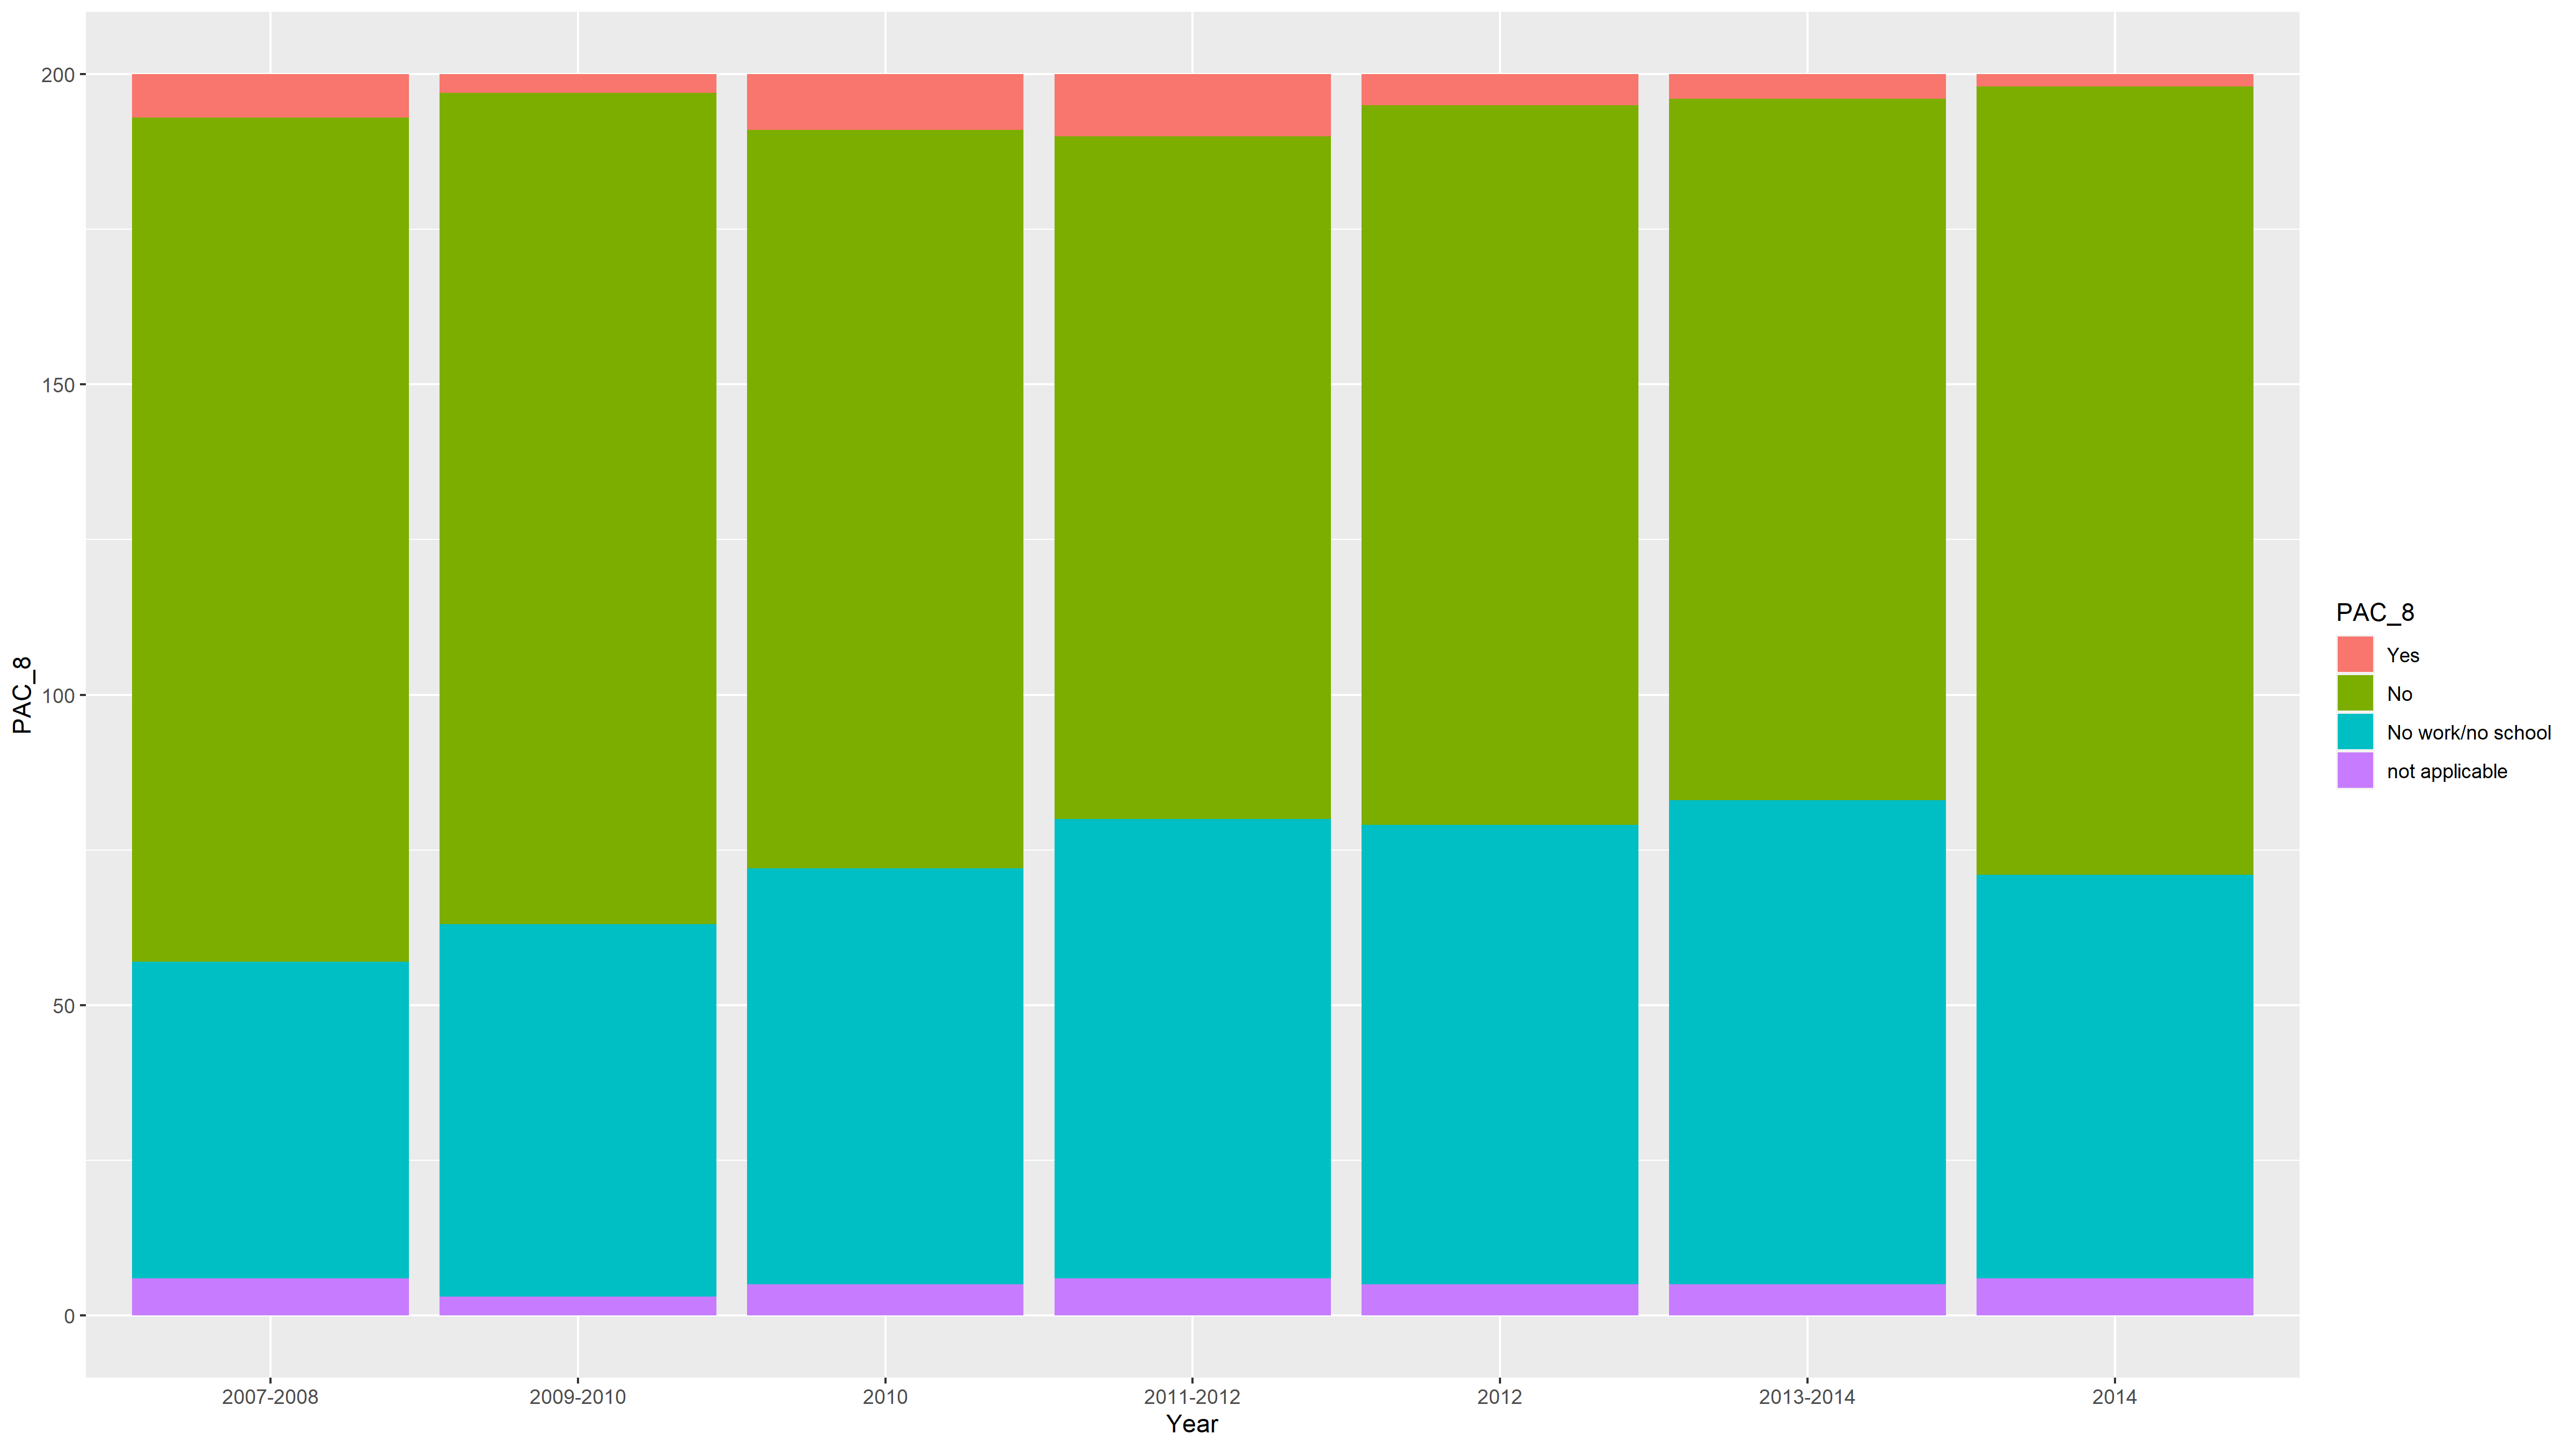 200
150
100
50
0
PAC_8
2007-2008
2009-2010
2010
2011-2012
2012
2013-2014
2014
Year
PAC_8
Yes
No
No work/no school
not applicable